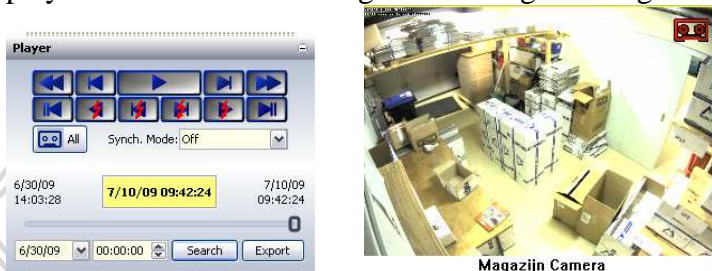 Player
All Synch. Mode: Off
6/30/09
14:03:28
7/10/09 09:42:24
7/10/09
09:42:24
6/30/09 00:00:00 Search Export
Magazijn Camera